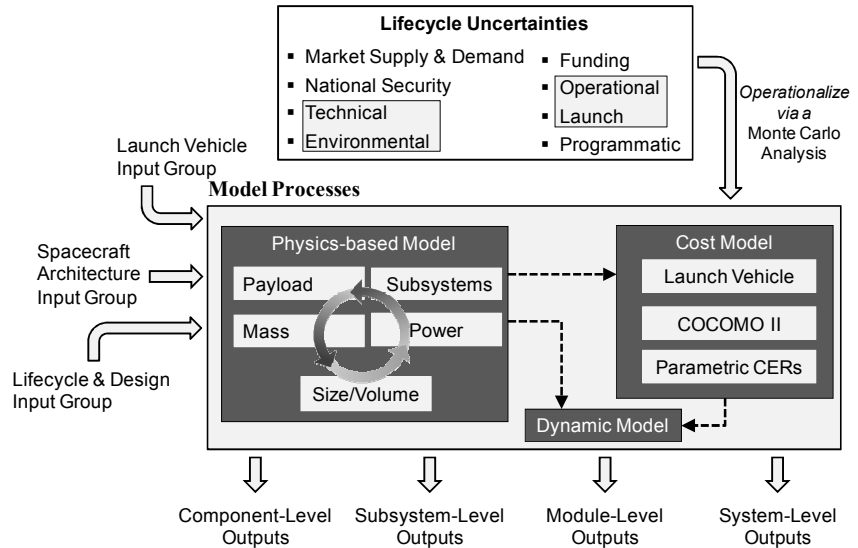 Lifecycle Uncertainties
▪ Market Supply & Demand
▪ National Security
▪ Technical
▪ Environmental
▪ Funding
▪ Operational
▪ Launch
▪ Programmatic
Operationalize
via a
Monte Carlo
Analysis
Launch Vehicle
Input Group
Spacecraft
Architecture
Input Group
Lifecycle & Design
Input Group
Model Processes
Physics-based Model
Payload
Subsystems
Mass
Power
Size/Volume
Cost Model
Launch Vehicle
COCOMO II
Parametric CERs
Dynamic Model
Component-Level
Outputs
Subsystem-Level
Outputs
Module-Level
Outputs
System-Level
Outputs